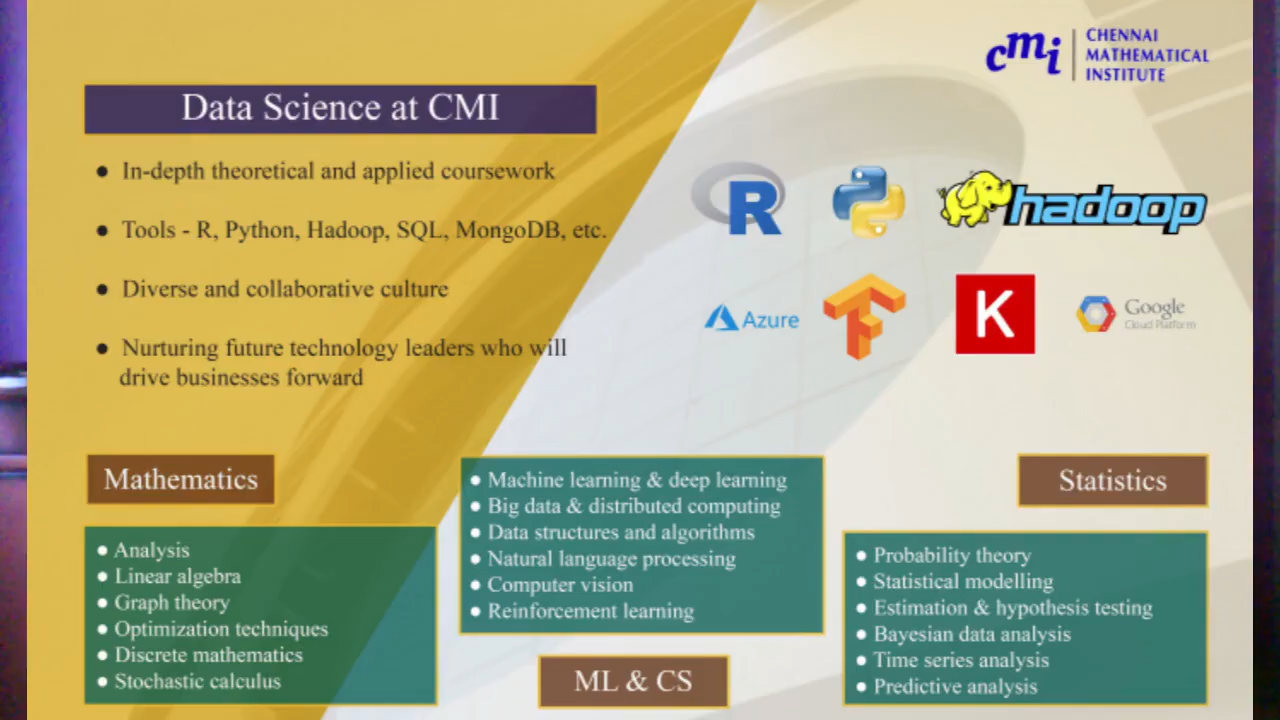 cmi
CHENNAI
MATHEMATICAL
INSTITUTE
Data Science at CMI
● In-depth theoretical and applied coursework
● Tools - R, Python, Hadoop, SQL, MongoDB, etc.
● Diverse and collaborative culture
● Nurturing future technology leaders who will
drive businesses forward
R
hadoop
Azure
K
Google
Cloud Platform
Mathematics
● Analysis
● Linear algebra
● Graph theory
● Optimization techniques
● Discrete mathematics
● Stochastic calculus
● Machine learning & deep learning
● Big data & distributed computing
● Data structures and algorithms
● Natural language processing
● Computer vision
● Reinforcement learning
ML & CS
Statistics
● Probability theory
● Statistical modelling
● Estimation & hypothesis testing
● Bayesian data analysis
● Time series analysis
● Predictive analysis